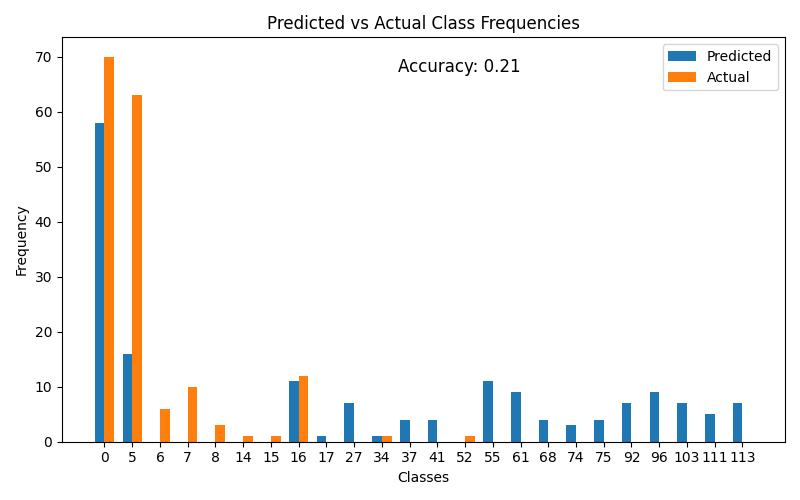 Predicted vs Actual Class Frequencies
Accuracy: 0.21
Predicted
Actual
Frequency
70
60
50
40
30
20
10
0
0 5 6 7 8 14 15 16 17 27 34 37 41 52 55 61 68 74 75 92 96 103 111 113
Classes